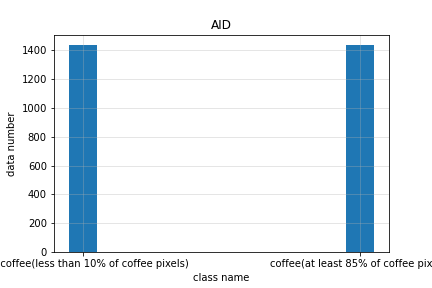 AID
1400
1200
1000
800
600
400
200
0
data number
coffee(less than 10% of coffee pixels)
coffee(at least 85% of coffee pix
class name